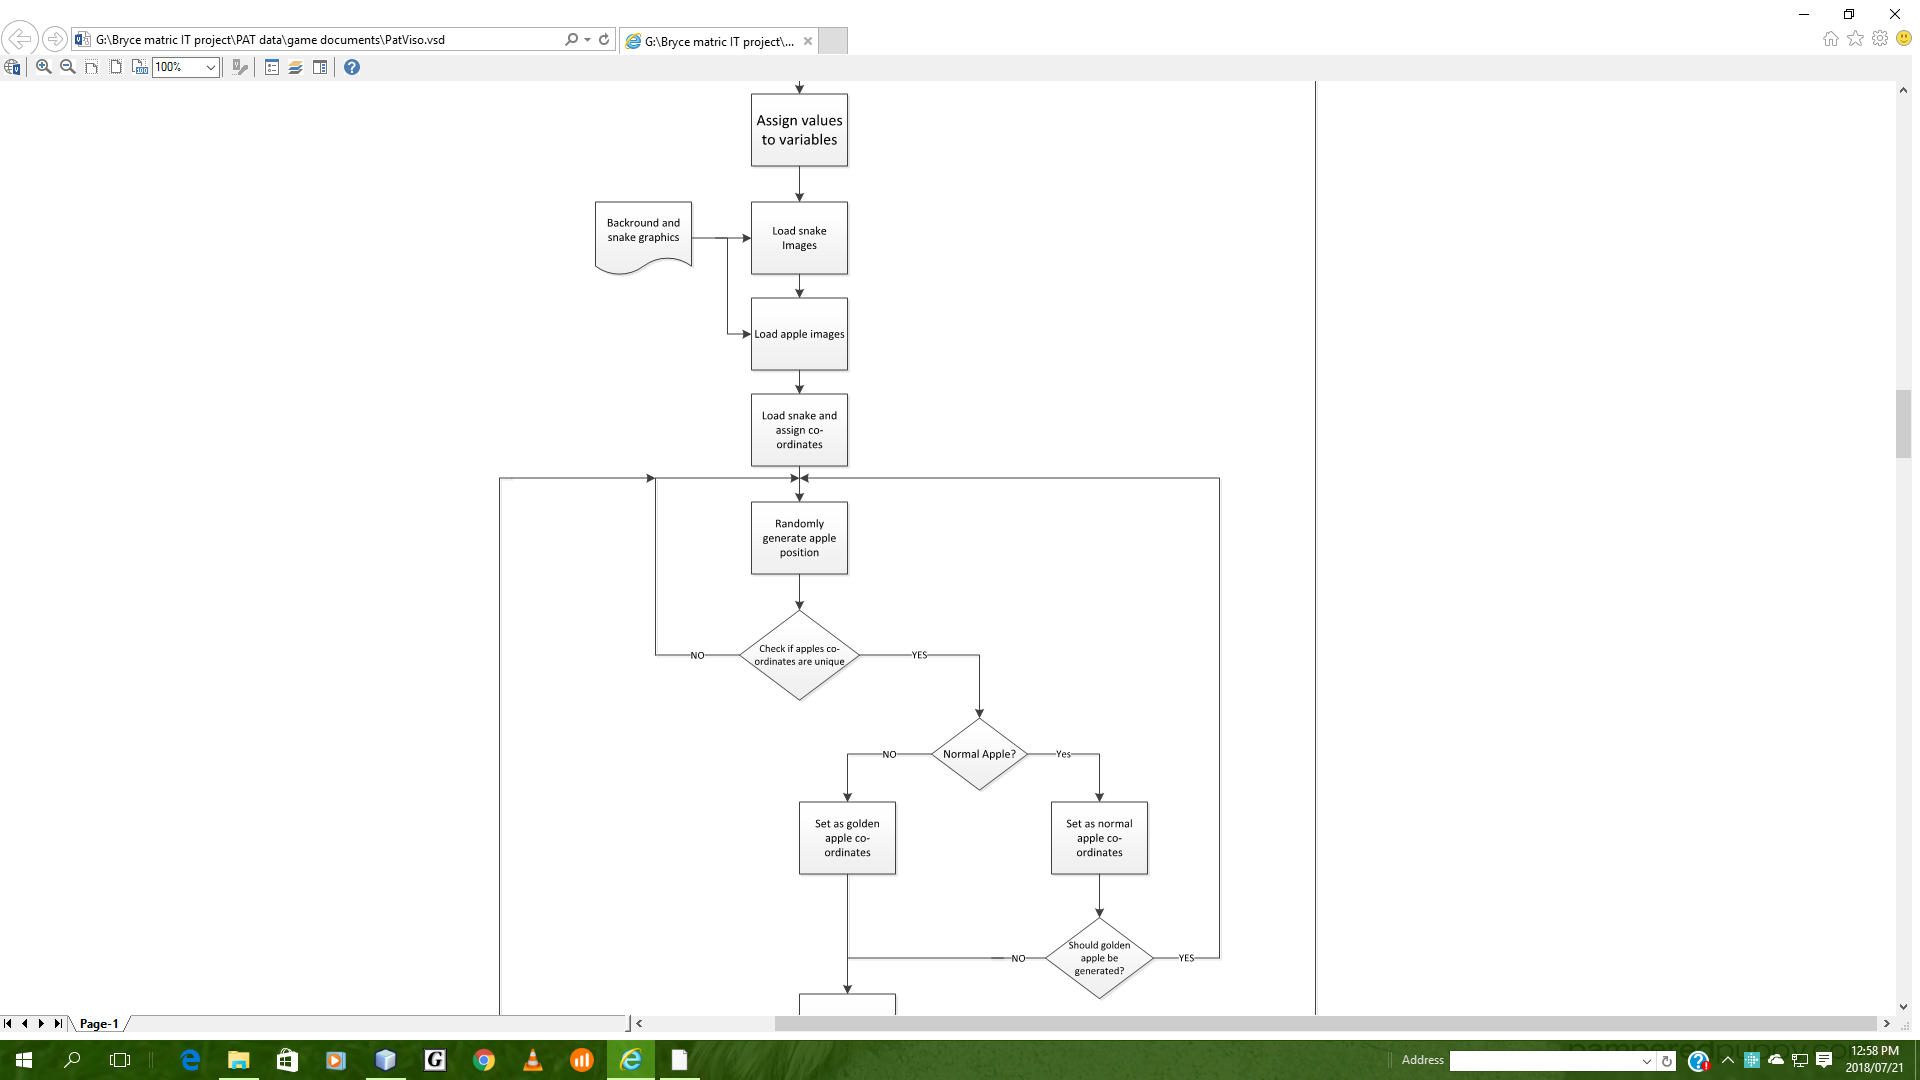 G:\Bryce matric IT project\PAT data\game documents\PatViso.vsd
G:\Bryce matric IT project\...
100%
Assign values
to variables
Backround and
snake graphics
Load snake
Images
Load apple images
Load snake and
assign co-
ordinates
Randomly
generate apple
position
Check if apples co-
ordinates are unique
NO
YES
Normal Apple?
NO
Yes
Set as golden
apple co-
ordinates
Set as normal
apple co-
ordinates
Should golden
apple be
generated?
NO
YES
Page-1
Address
12:58 PM
2018/07/21